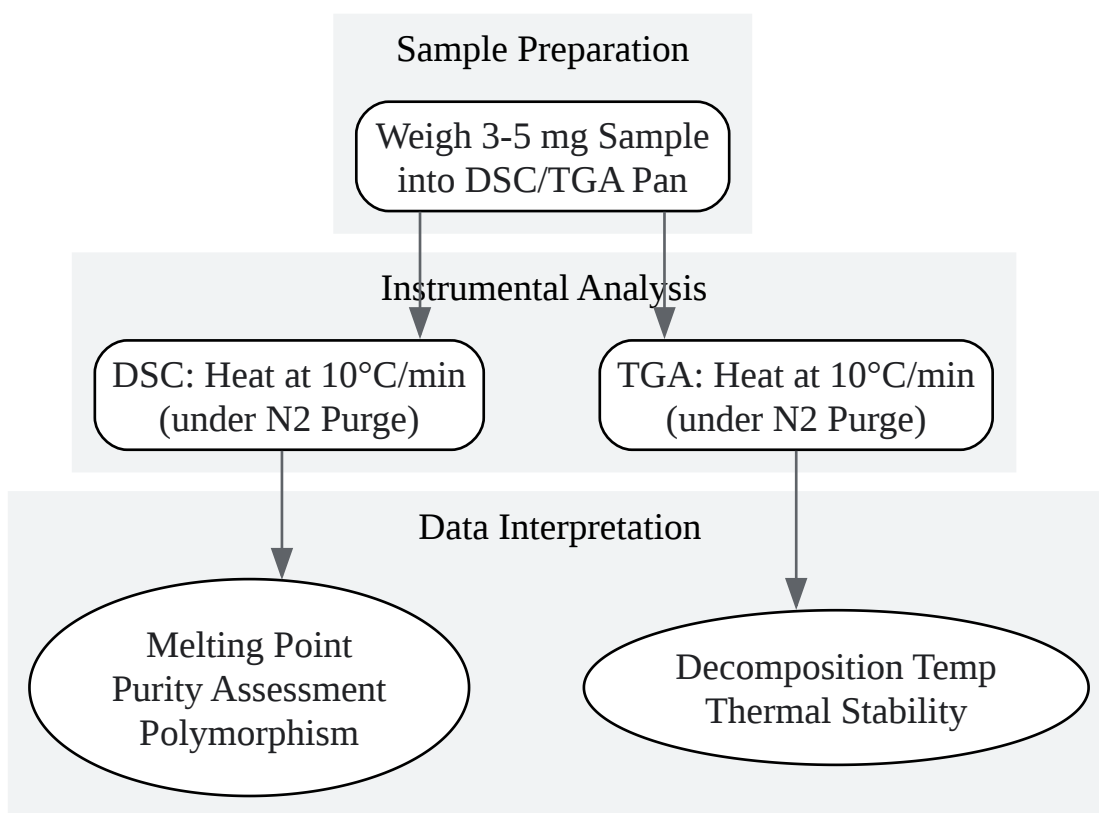 Sample Preparation
Weigh 3-5 mg Sample
into DSC/TGA Pan
Instrumental Analysis
DSC: Heat at 10°C/min
(under N2 Purge)
TGA: Heat at 10°C/min
(under N2 Purge)
Data Interpretation
Melting Point
Purity Assessment
Polymorphism
Decomposition Temp
Thermal Stability